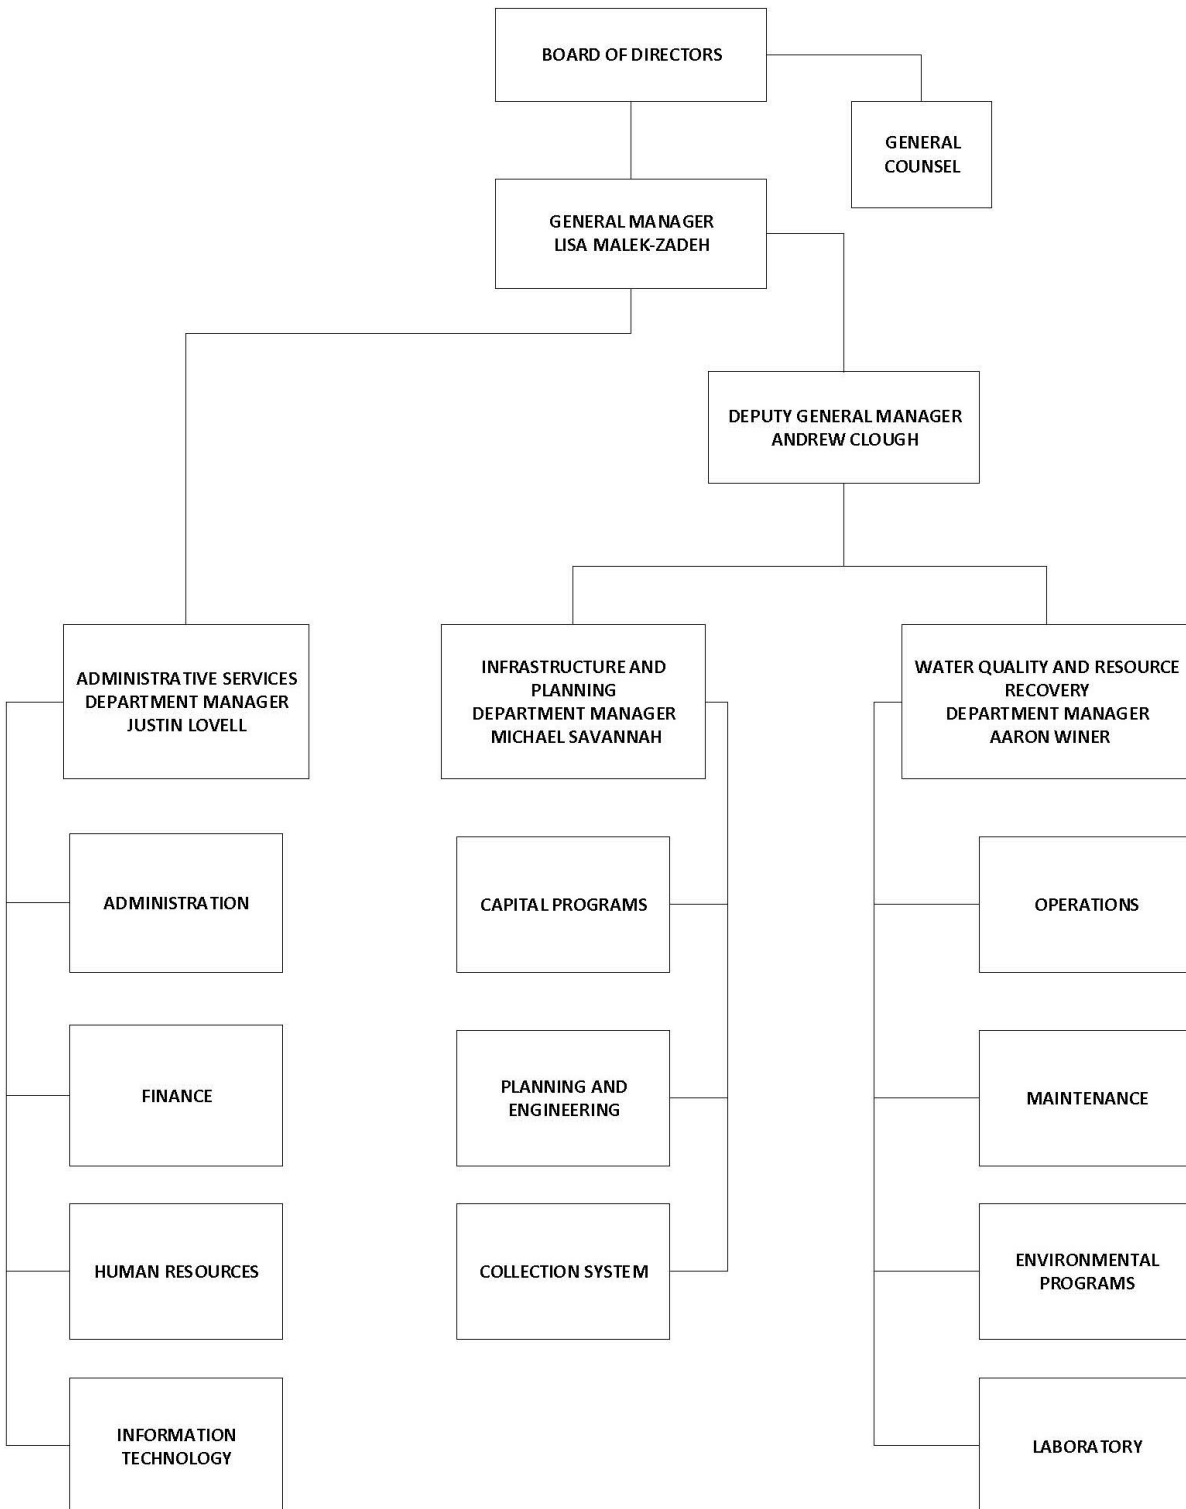 BOARD OF DIRECTORS
GENERAL
COUNSEL
GENERAL MANAGER
LISA MALEK-ZADEH
DEPUTY GENERAL MANAGER
ANDREW CLOUGH
ADMINISTRATIVE SERVICES
DEPARTMENT MANAGER
JUSTIN LOVELL
INFRASTRUCTURE AND
PLANNING
DEPARTMENT MANAGER
MICHAEL SAVANNAH
WATER QUALITY AND RESOURCE
RECOVERY
DEPARTMENT MANAGER
AARON WINER
ADMINISTRATION
CAPITAL PROGRAMS
OPERATIONS
FINANCE
PLANNING AND
ENGINEERING
MAINTENANCE
HUMAN RESOURCES
COLLECTION SYSTEM
ENVIRONMENTAL
PROGRAMS
INFORMATION
TECHNOLOGY
LABORATORY